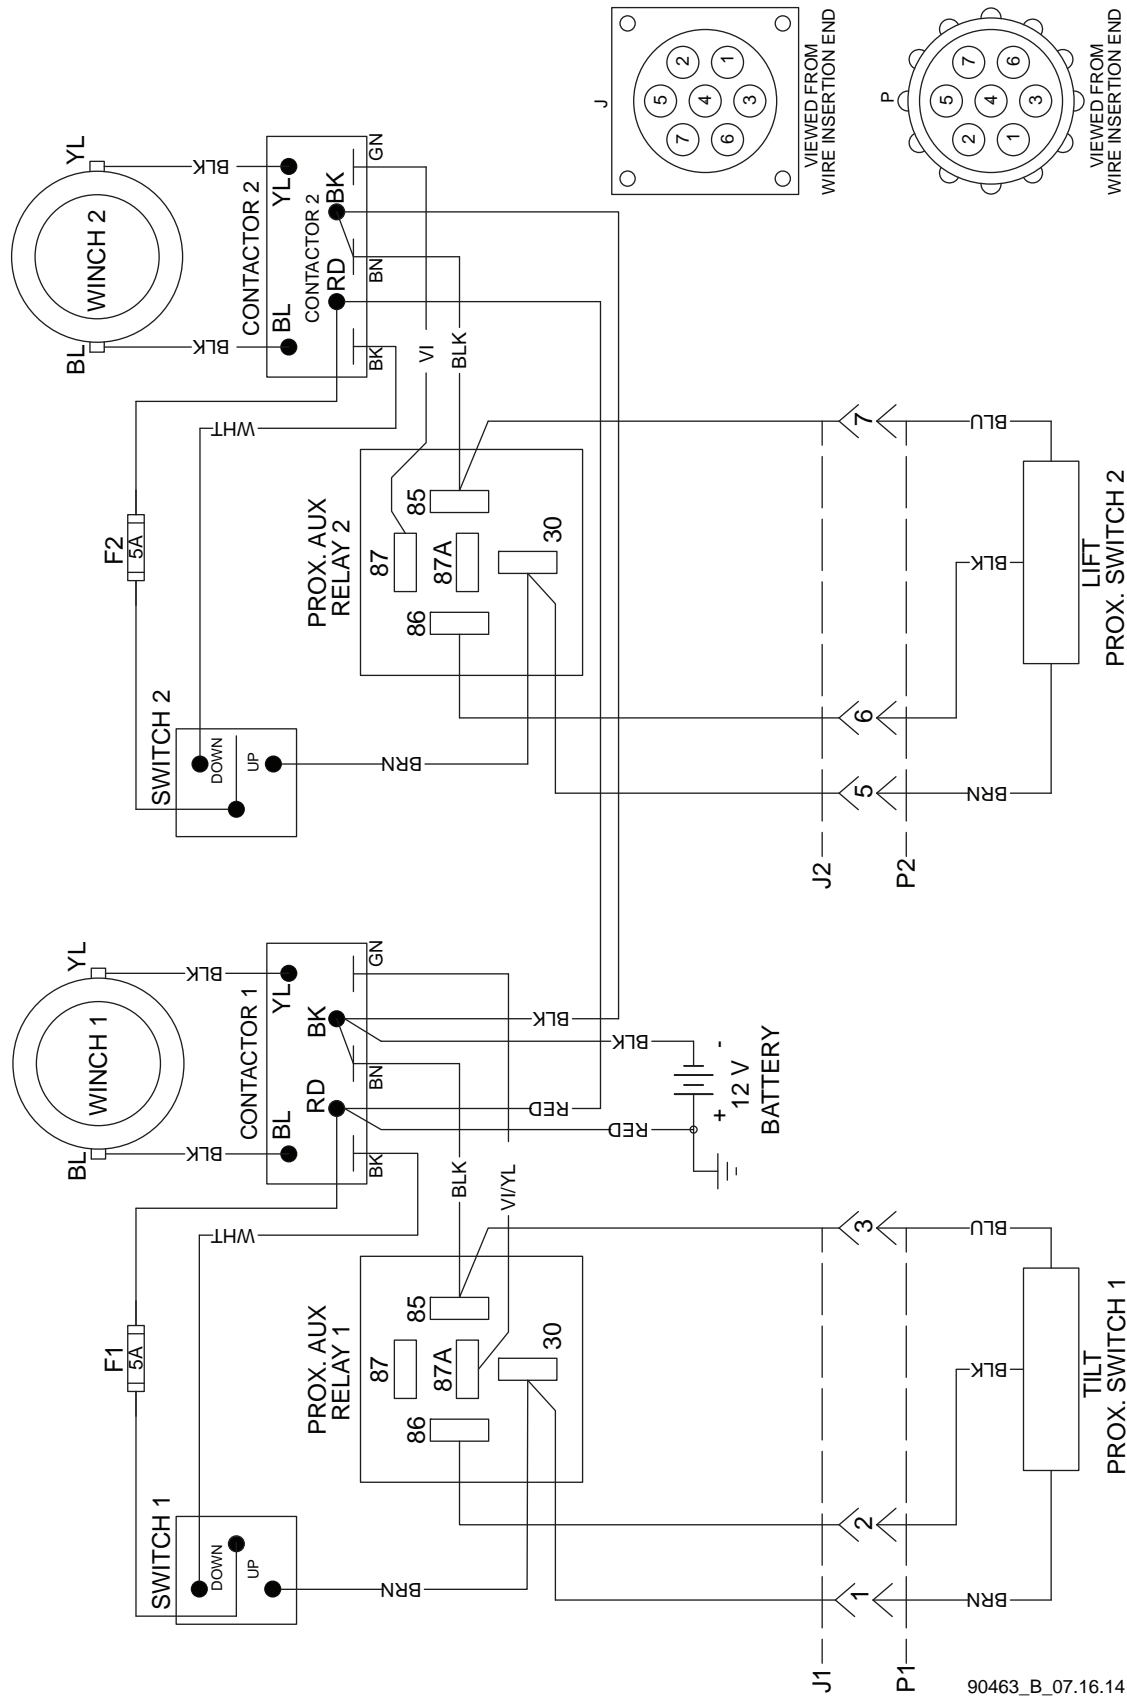 J
2
1
5
4
3
7
6
VIEWED FROM
WIRE INSERTION END
P
7
6
5
4
3
2
1
VIEWED FROM
WIRE INSERTION END
WINCH 2
BL
YL
BLK
BLK
CONTACTOR 2
BL
YL
CONTACTOR 2
RD
BK
BK
BN
GN
F2
5A
WHT
VI
BLK
SWITCH 2
DOWN
UP
PROX. AUX
RELAY 2
87
85
87A
86
30
BRN
J2
P2
5
6
7
BRN
BLK
BLU
LIFT
PROX. SWITCH 2
WINCH 1
BL
YL
BLK
BLK
CONTACTOR 1
BL
YL
RD
BK
BK
BN
GN
F1
5A
WHT
BLK
VI/YL
RED
BLK
RED
BLK
+
-
12 V
BATTERY
SWITCH 1
DOWN
UP
PROX. AUX
RELAY 1
87
85
87A
86
30
BRN
J1
P1
1
2
3
BRN
BLK
BLU
TILT
PROX. SWITCH 1
90463_B_07.16.14